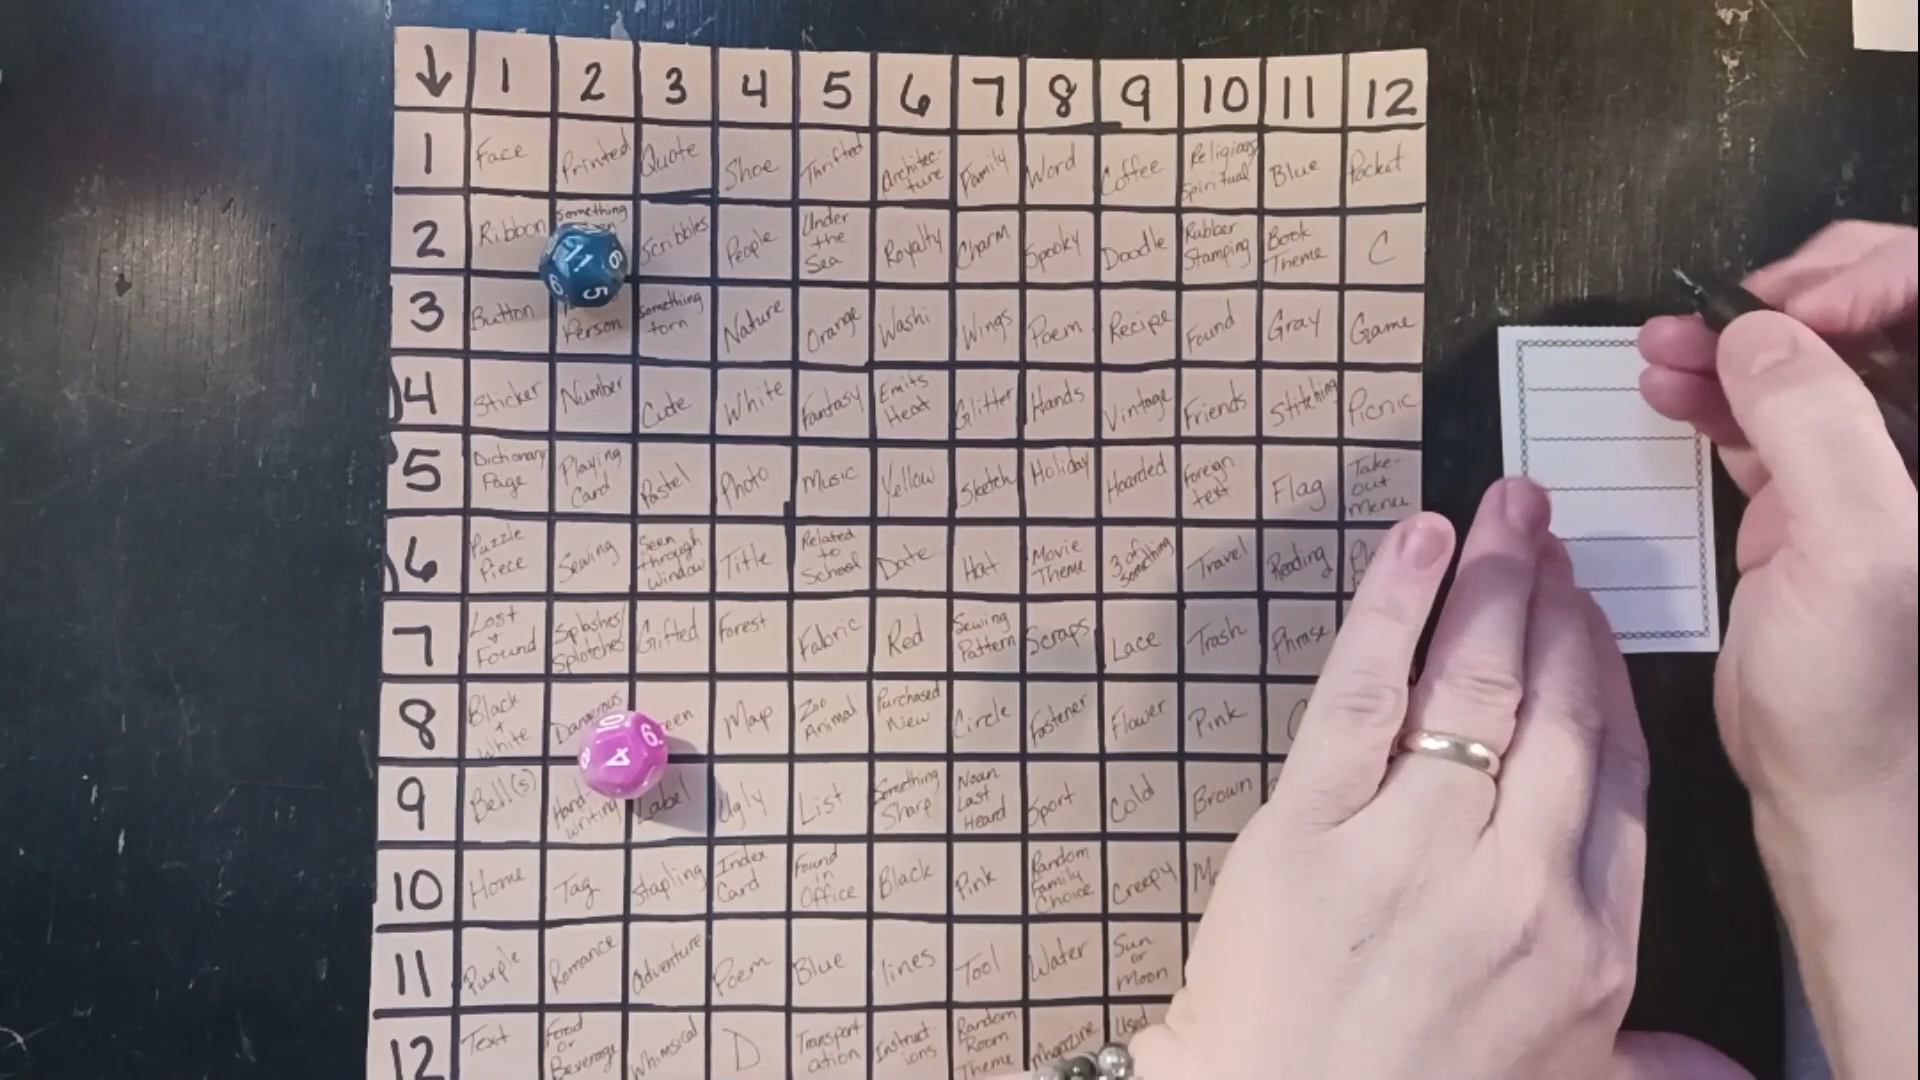 ↓ 1 2 3 4 5 6 7 8 9 10 11 12
1 Face Printed Quote Shoe Thrifted Architec-ture Family Word Coffee Religious Spiritual Blue Pocket
2 Ribbon Something Scribbles People Under the Sea Royalty Charm Spooky Doodle Rubber Stamping Book Theme C
3 Button Person Something torn Nature Orange Washi Wings Poem Recipe Found Gray Game
4 Sticker Number Cute White Fantasy Emits Heat Glitter Hands Vintage Friends Stitching Picnic
5 Dictionary Page Playing Card Pastel Photo Music Yellow Sketch Holiday Hoarded Foreign text Flag Take-out menu
6 Puzzle Piece Sewing Seen through Window Title Related to School Date Hat Movie Theme 3 of Something Travel Reading
7 Lost + Found Splashes/Splotches Gifted Forest Fabric Red Sewing Pattern Scraps Lace Trash Phrase
8 Black + White Dangerous Map Zoo Animal Purchased New Circle Fastener Flower Pink
9 Bell(s) Hand-writing Label Ugly List Something Sharp Noun Last Heard Sport Cold Brown
10 Home Tag Stapling Index Card Found in Office Black Pink Random Family Choice Creepy
11 Purple Romance Adventure Poem Blue lines Tool Water Sun or Moon
12 Text Food or Beverage Whimsical D Transportation Instruct-ions Random Room Theme Magazine Used